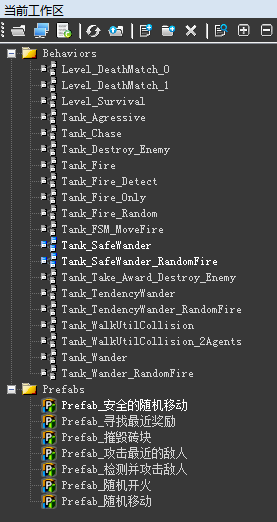 当前工作区
Behaviors
Level_DeathMatch_0
Level_DeathMatch_1
Level_Survival
Tank_Agressive
Tank_Chase
Tank_Destroy_Enemy
Tank_Fire
Tank_Fire_Detect
Tank_Fire_Only
Tank_Fire_Random
Tank_FSM_MoveFire
Tank_SafeWander
Tank_SafeWander_RandomFire
Tank_Take_Award_Destroy_Enemy
Tank_TendencyWander
Tank_TendencyWander_RandomFire
Tank_WalkUtilCollision
Tank_WalkUtilCollision_2Agents
Tank_Wander
Tank_Wander_RandomFire
Prefabs
Prefab_安全的随机移动
Prefab_寻找最近奖励
Prefab_摧毁砖块
Prefab_攻击最近的敌人
Prefab_检测并攻击敌人
Prefab_随机开火
Prefab_随机移动